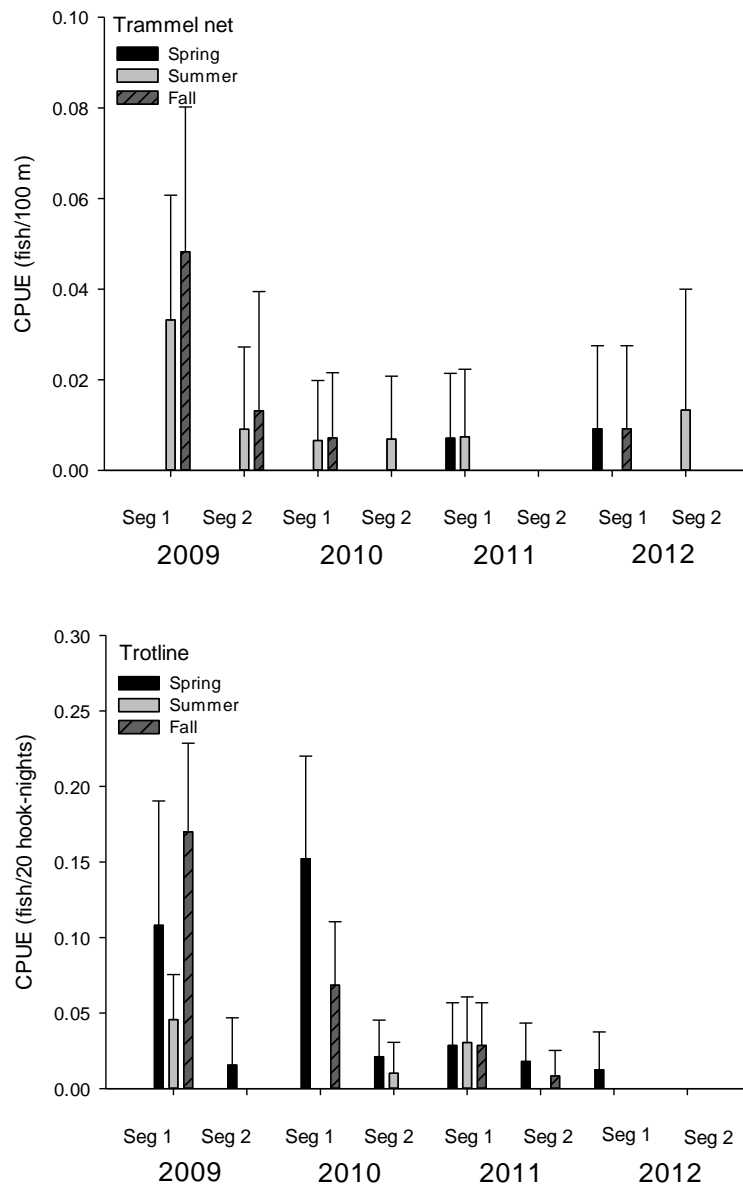 Trammel net
Spring
Summer
Fall
CPUE (fish/100 m)
0.10
0.08
0.06
0.04
0.02
0.00
Seg 1 Seg 2 Seg 1 Seg 2 Seg 1 Seg 2 Seg 1 Seg 2
2009 2010 2011 2012
Trotline
Spring
Summer
Fall
CPUE (fish/20 hook-nights)
0.30
0.25
0.20
0.15
0.10
0.05
0.00
Seg 1 Seg 2 Seg 1 Seg 2 Seg 1 Seg 2 Seg 1 Seg 2
2009 2010 2011 2012